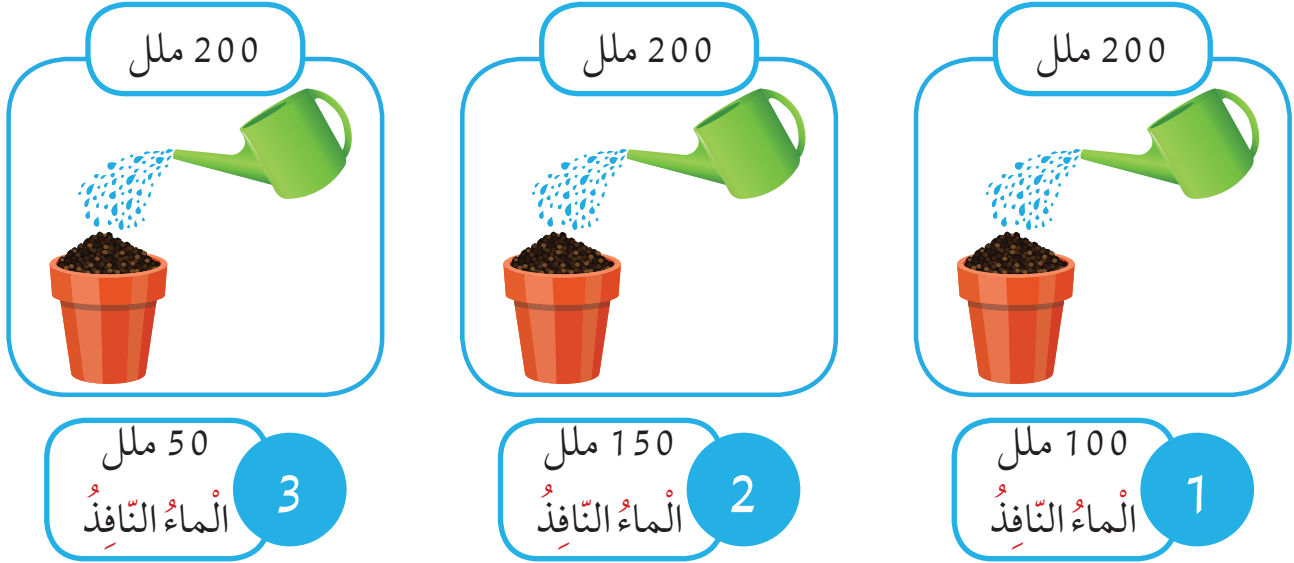 200 ملل
200 ملل
200 ملل
1
100 ملل
الْماءُ النّافِذُ
2
150 ملل
الْماءُ النّافِذُ
3
50 ملل
الْماءُ النّافِذُ